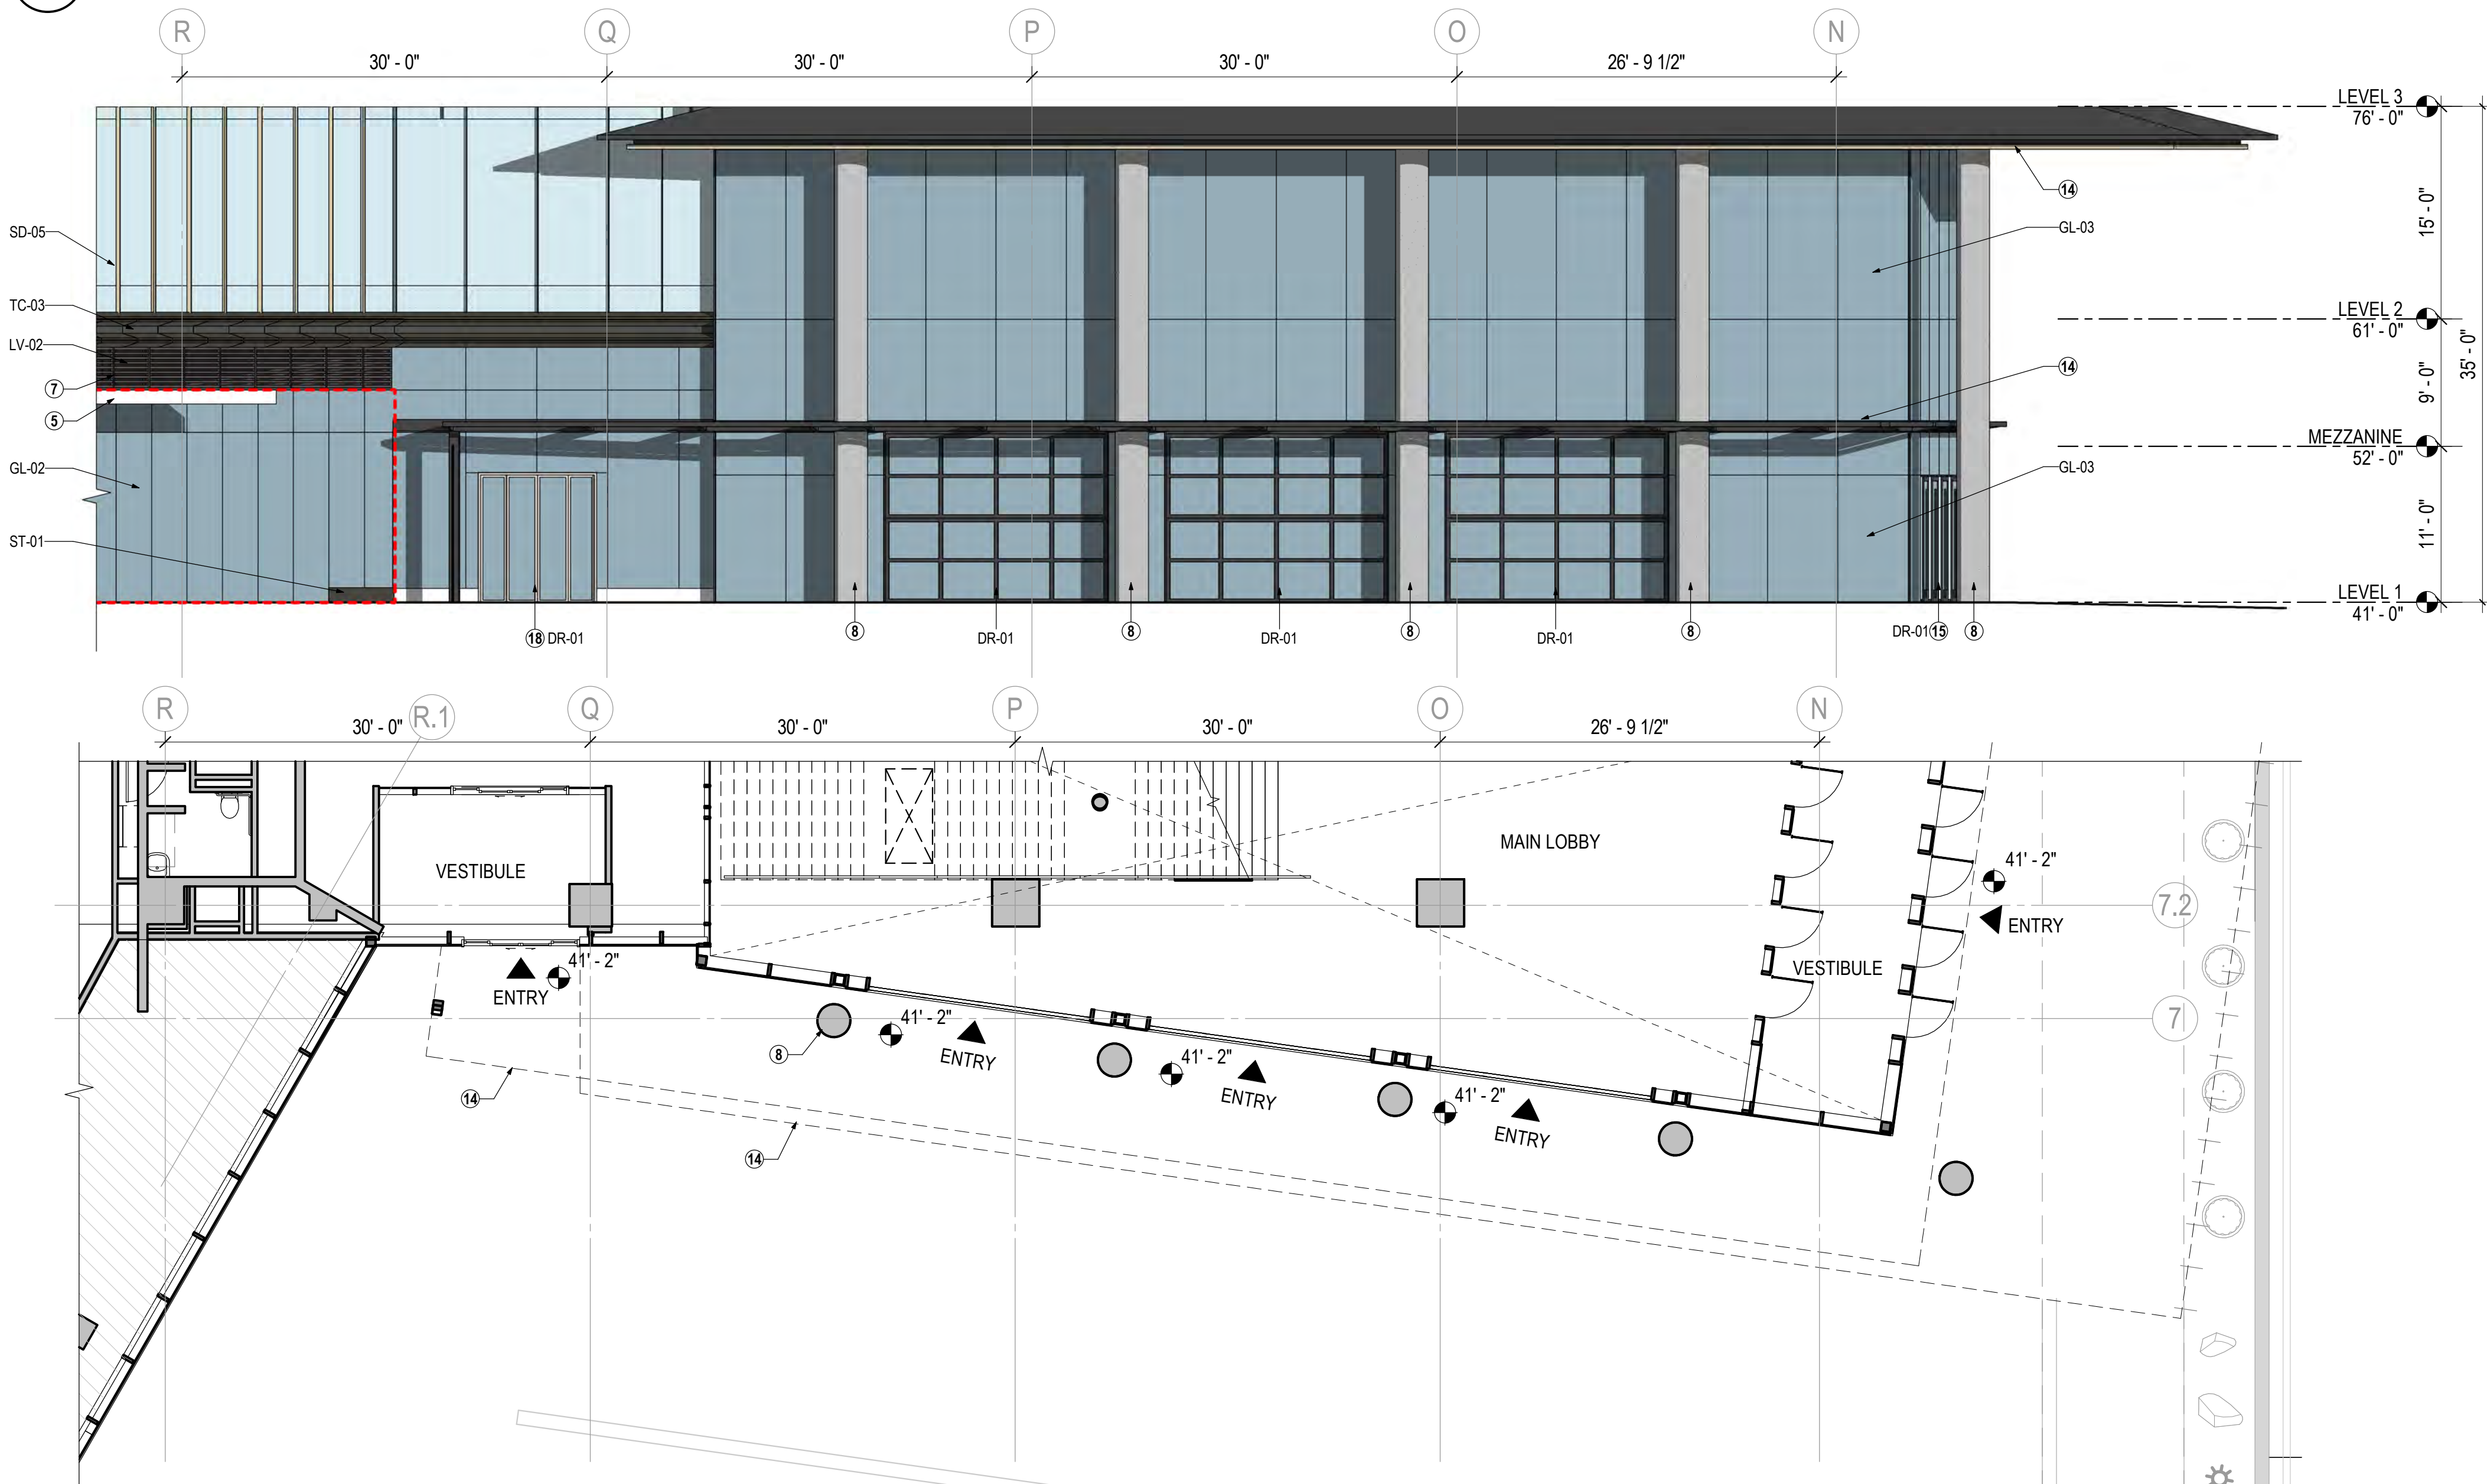 R Q P O N
30' - 0" 30' - 0" 30' - 0" 26' - 9 1/2"
LEVEL 3
76' - 0"
14
15' - 0"
SD-05
GL-03
TC-03
LEVEL 2
61' - 0"
LV-02
35' - 0"
7
14
9' - 0"
5
MEZZANINE
52' - 0"
GL-02
GL-03
11' - 0"
ST-01
LEVEL 1
41' - 0"
18 DR-01 8 DR-01 8 DR-01 8 DR-01 8 DR-01 15 8
R R.1 Q P O N
30' - 0" 30' - 0" 30' - 0" 26' - 9 1/2"
MAIN LOBBY
VESTIBULE
41' - 2"
7.2
ENTRY
41' - 2"
VESTIBULE
ENTRY
41' - 2"
7
8
ENTRY
41' - 2"
ENTRY
41' - 2"
14
ENTRY
14